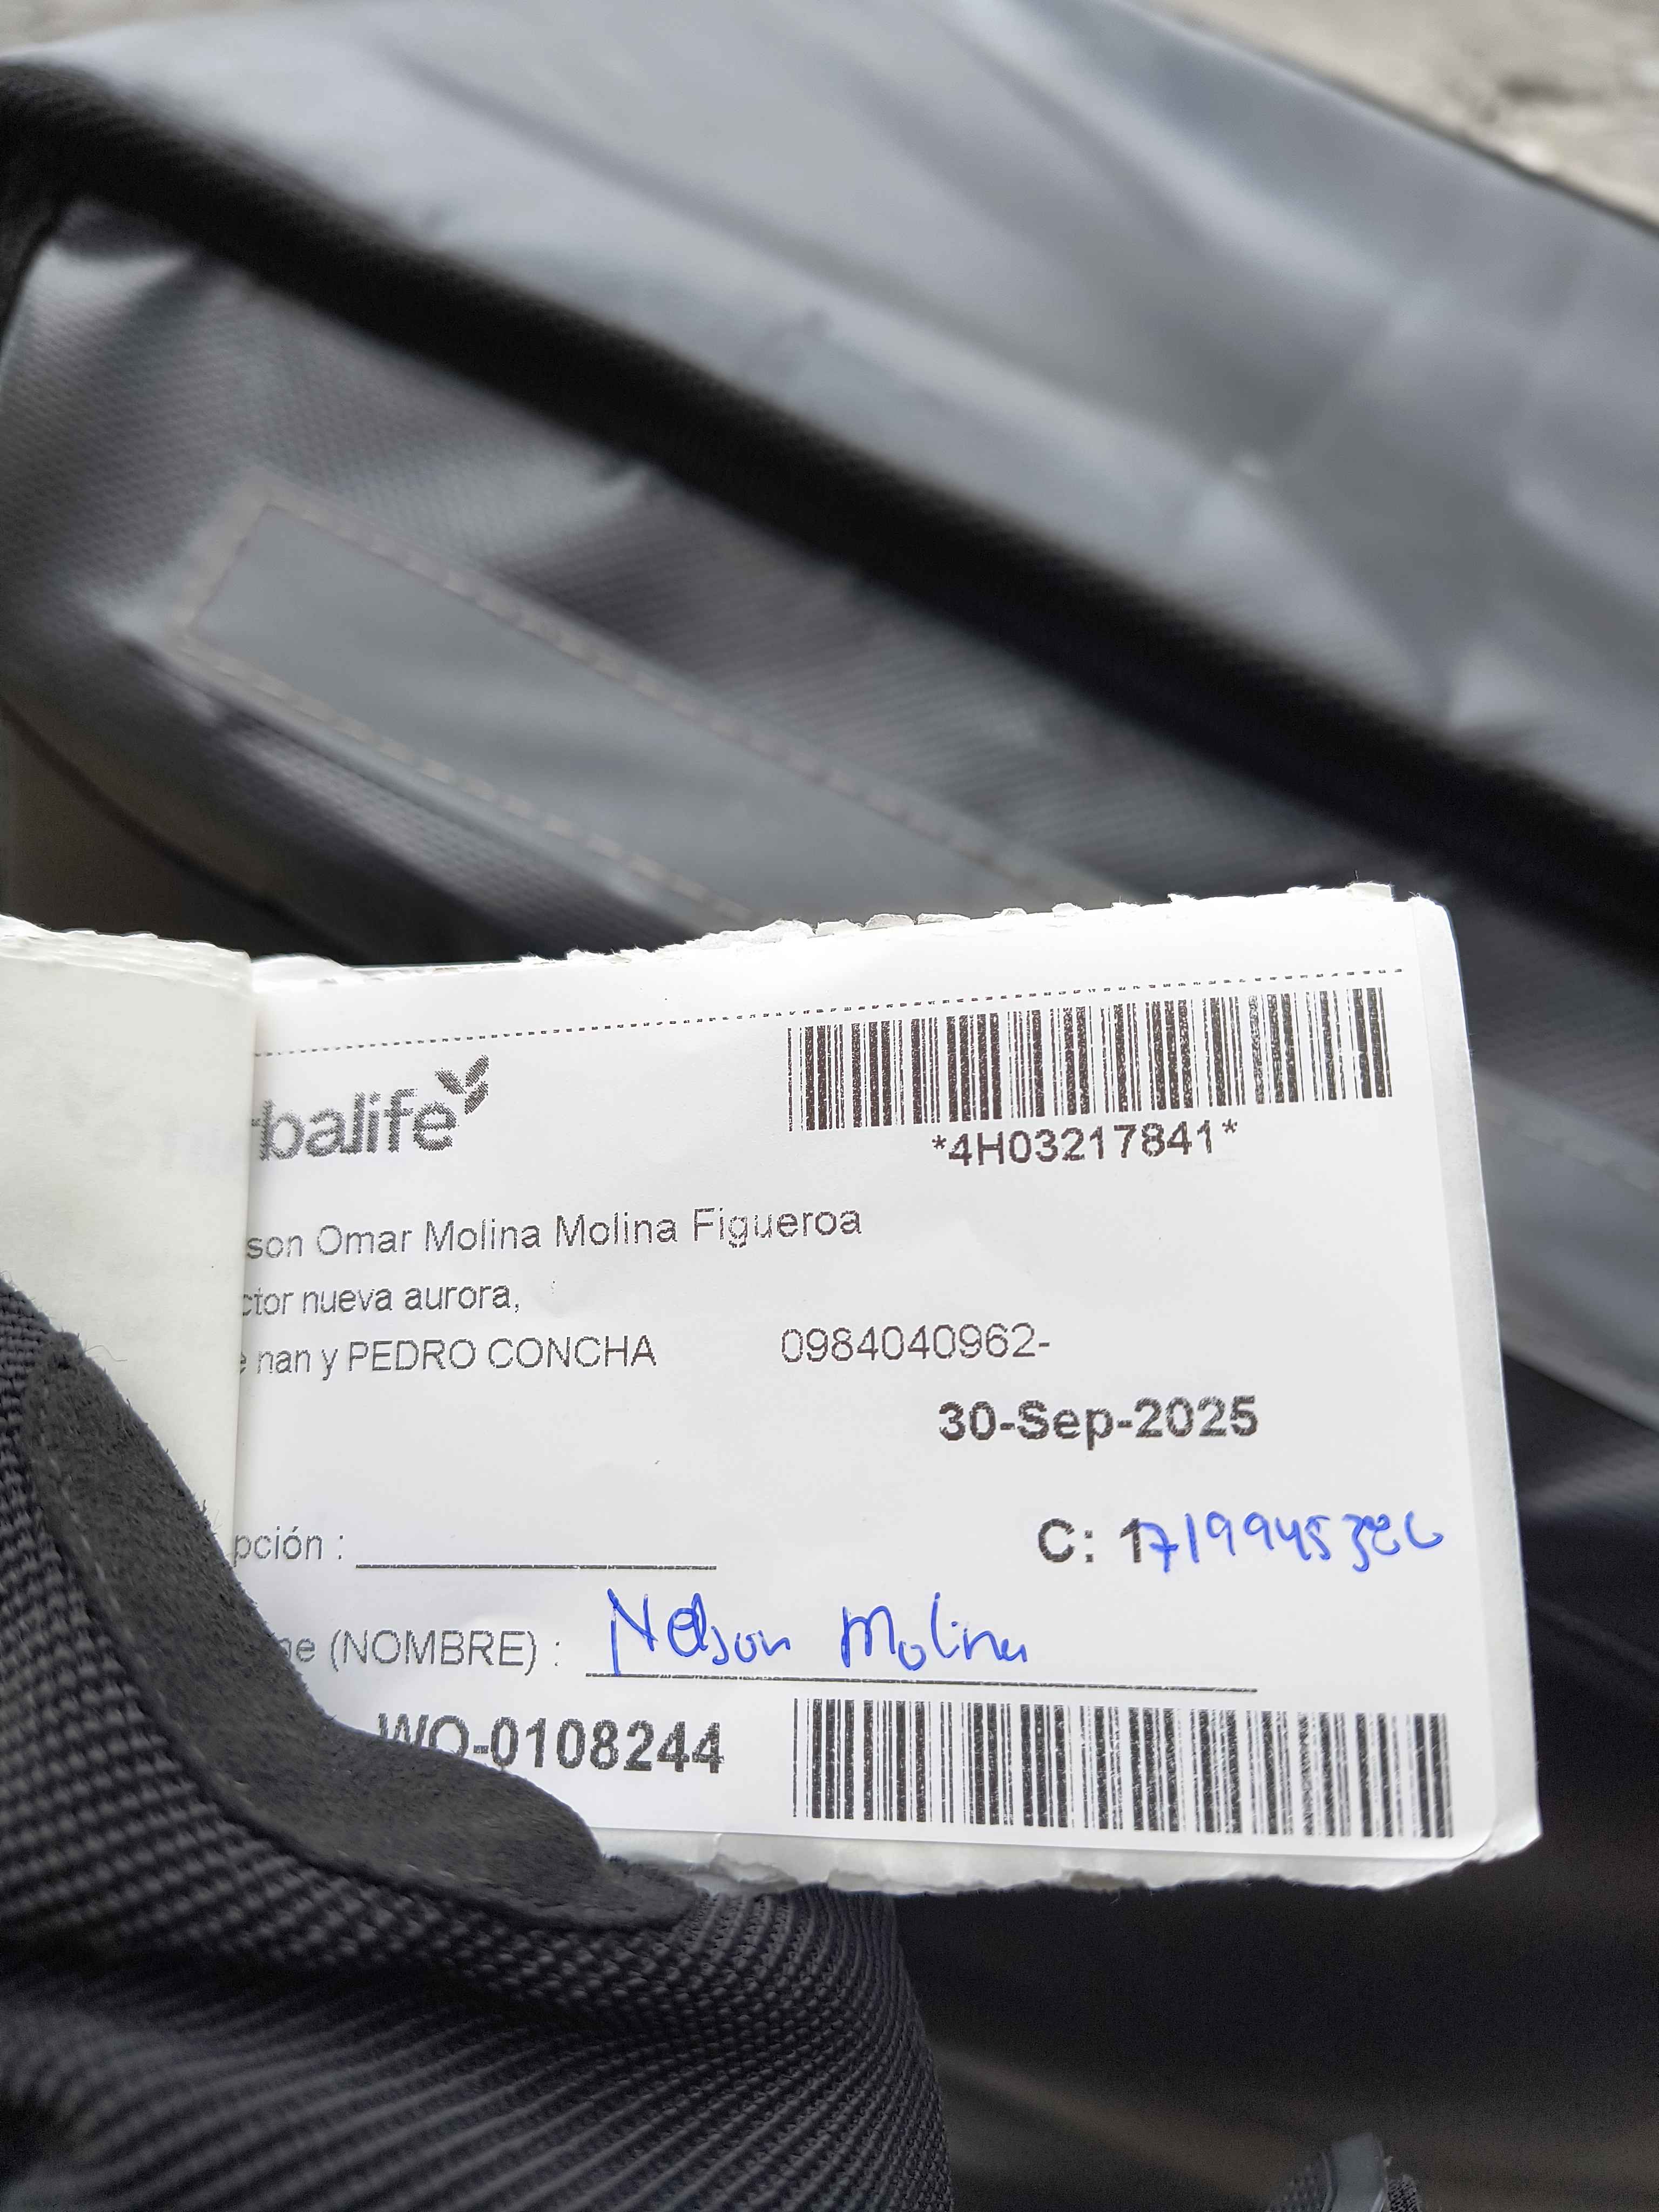 balife
*4H03217841*
son Omar Molina Molina Figueroa
ctor nueva aurora,
nan y PEDRO CONCHA 0984040962-
30-Sep-2025
pción : C: 1719945386
(NOMBRE) : Nelson Molina
WO-0108244